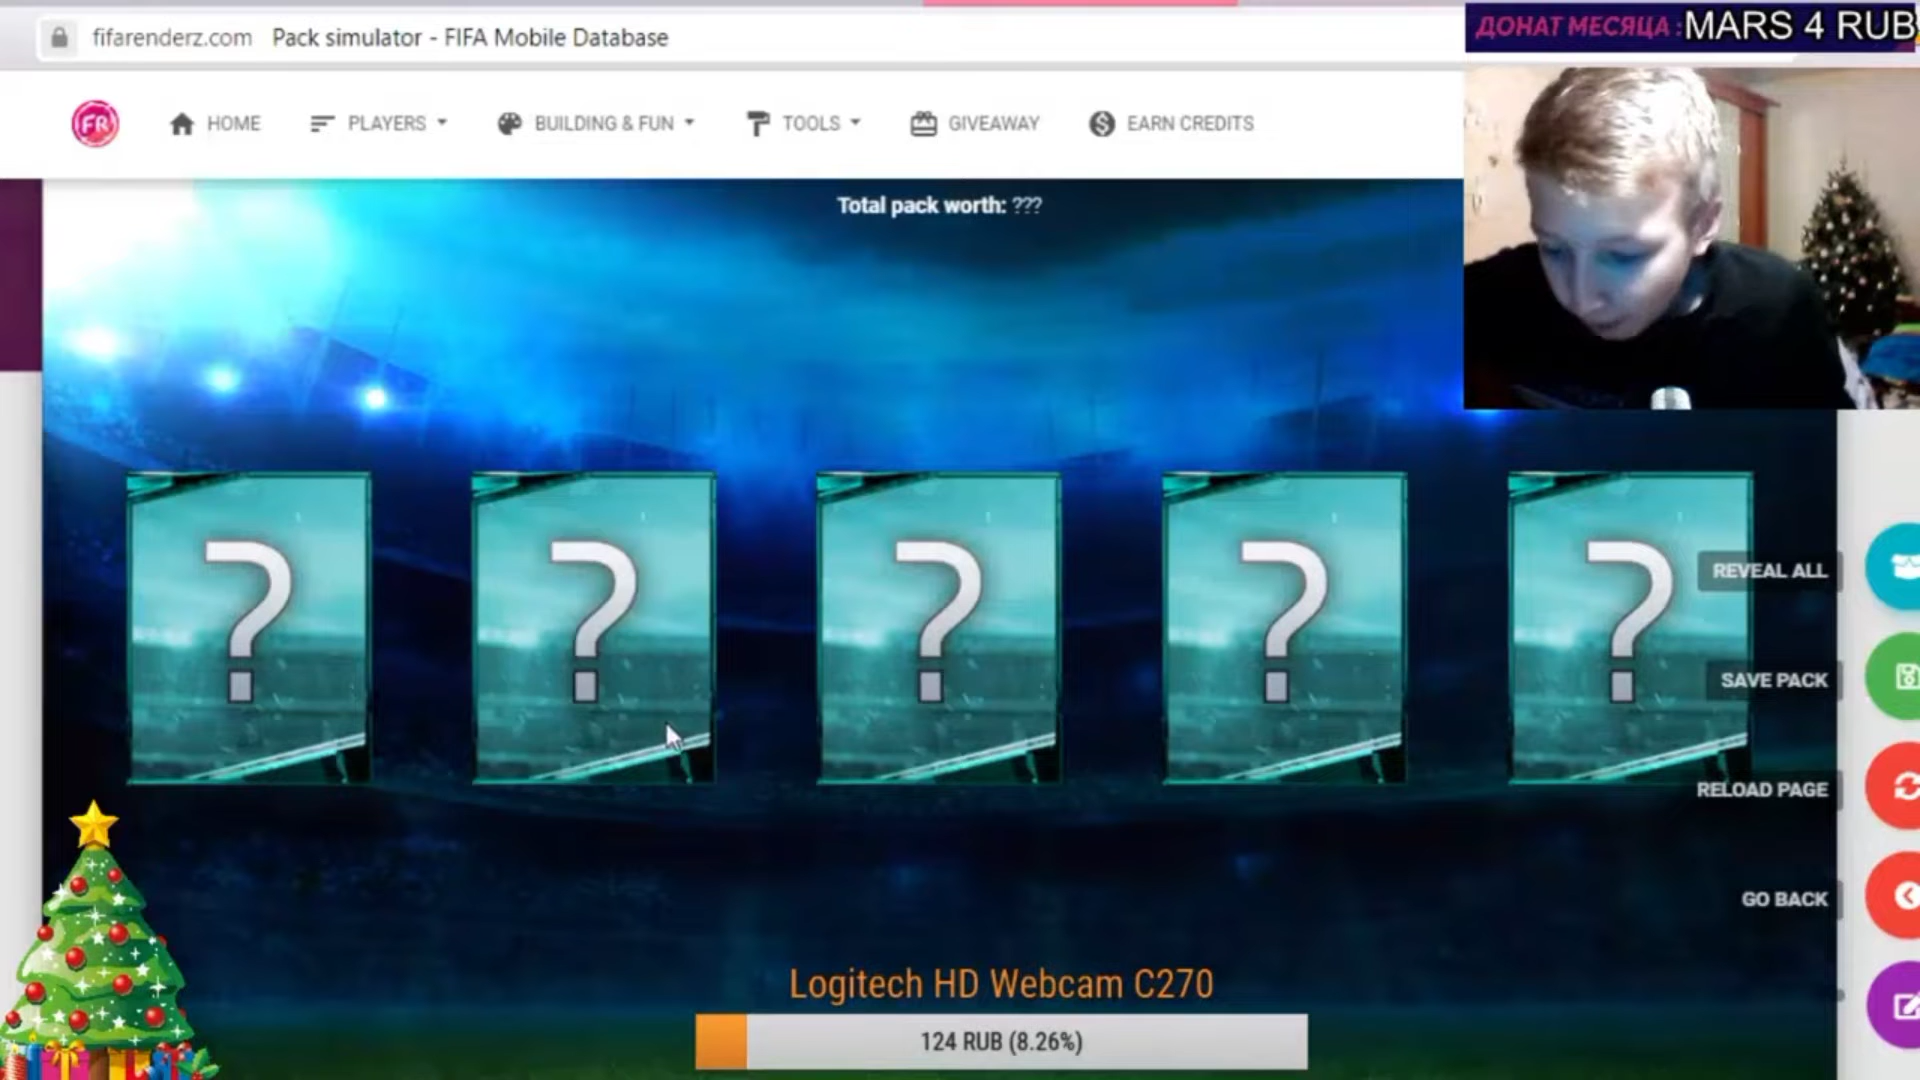 fifarenderz.com Pack simulator - FIFA Mobile Database
ДОНАТ МЕСЯЦА : MARS 4 RUB
FR HOME PLAYERS BUILDING & FUN TOOLS GIVEAWAY EARN CREDITS
Total pack worth: ???
? ? ? ? ?
REVEAL ALL
SAVE PACK
RELOAD PAGE
GO BACK
Logitech HD Webcam C270
124 RUB (8.26%)